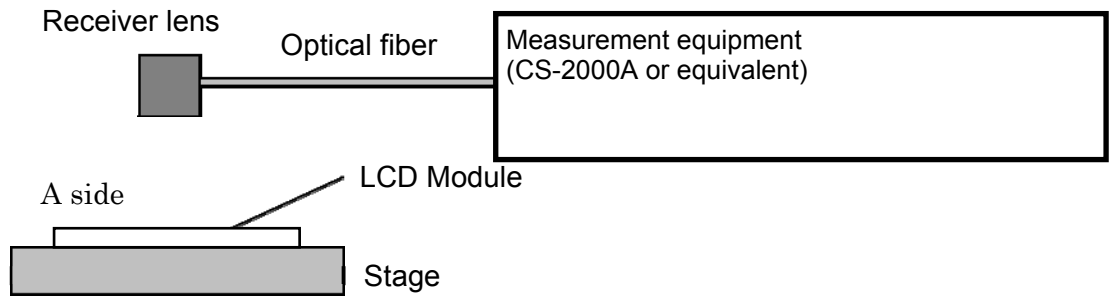 Receiver lens
Optical fiber
Measurement equipment
(CS-2000A or equivalent)
LCD Module
A side
Stage